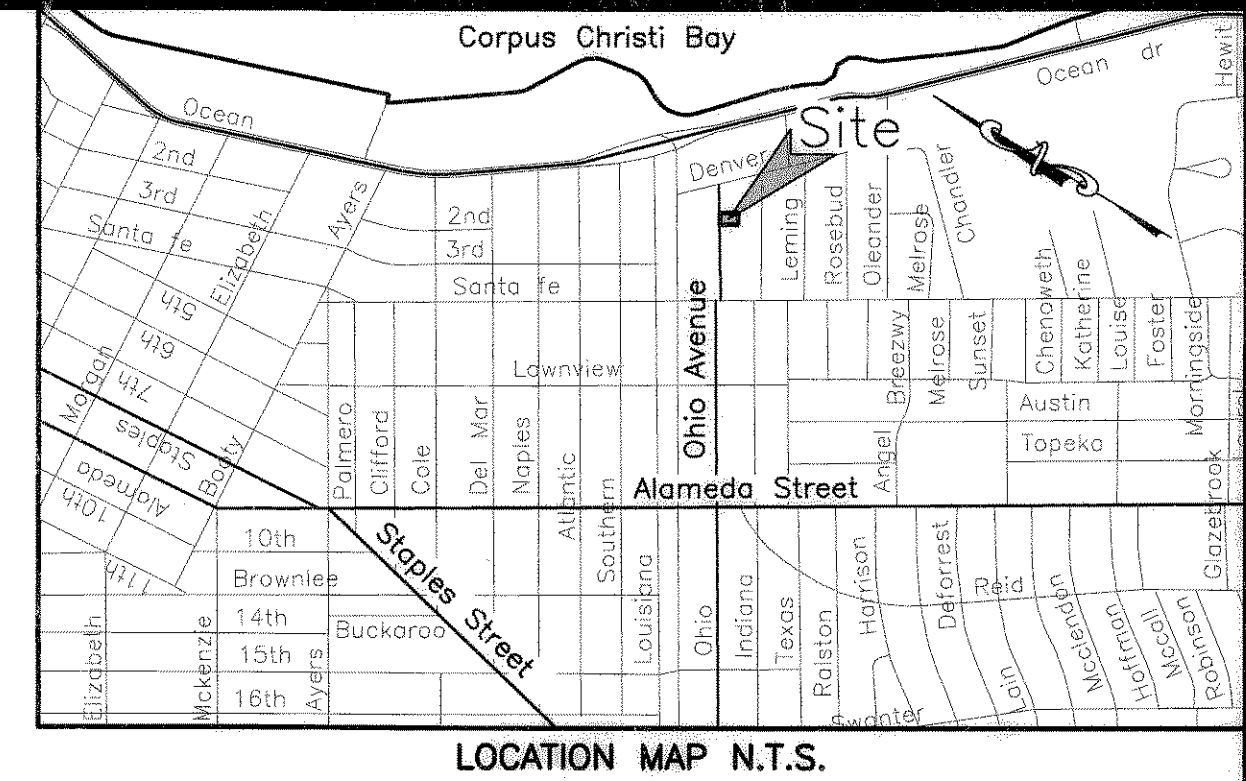 Corpus Christi Bay
Ocean dr
Hewit
Ocean
Site
2nd
Denver
3rd
Ayers
Elizabeth
Santa fe
2nd
3rd
Santa fe
Leming
Rosebud
Oleander
Melrose
Chandler
5th
6th
7th
Morgan
Staples
Alameda
10th
11th
Booty
Lawnview
Ohio Avenue
Palmero
Clifford
Cole
Del Mar
Naples
Atlantic
Southern
Breezwy
Melrose
Sunset
Chenoweth
Katherine
Louise
Foster
Morningside
Austin
Topeka
Angel
Glazebrook
Alameda Street
Staples Street
10th
Brownlee
14th
Buckaroo
15th
16th
Elizabeth
Mckenzie
Ayers
Louisiana
Ohio
Indiana
Texas
Ralston
Harrison
Deforrest
Reid
Lain
Mcclendon
Hoffman
Mccall
Robinson
LOCATION MAP N.T.S.